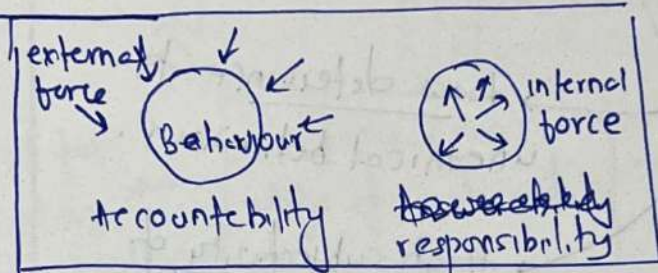 external
force
Behaviour
Accountability
internal
force
responsibility